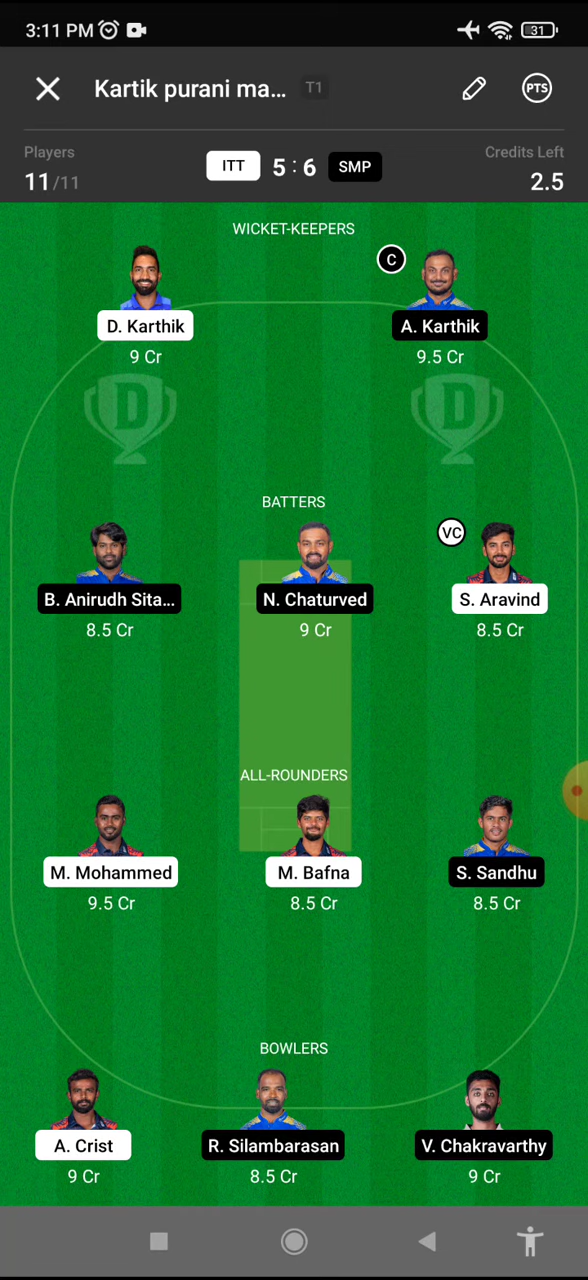 3:11 PM
31
Kartik purani ma... T1
PTS
Players
Credits Left
11/11
ITT 5 : 6 SMP
2.5
WICKET-KEEPERS
C
D. Karthik
A. Karthik
9 Cr
9.5 Cr
D
D
BATTERS
VC
B. Anirudh Sita...
N. Chaturved
S. Aravind
8.5 Cr
9 Cr
8.5 Cr
ALL-ROUNDERS
M. Mohammed
M. Bafna
S. Sandhu
9.5 Cr
8.5 Cr
8.5 Cr
BOWLERS
A. Crist
R. Silambarasan
V. Chakravarthy
9 Cr
8.5 Cr
9 Cr